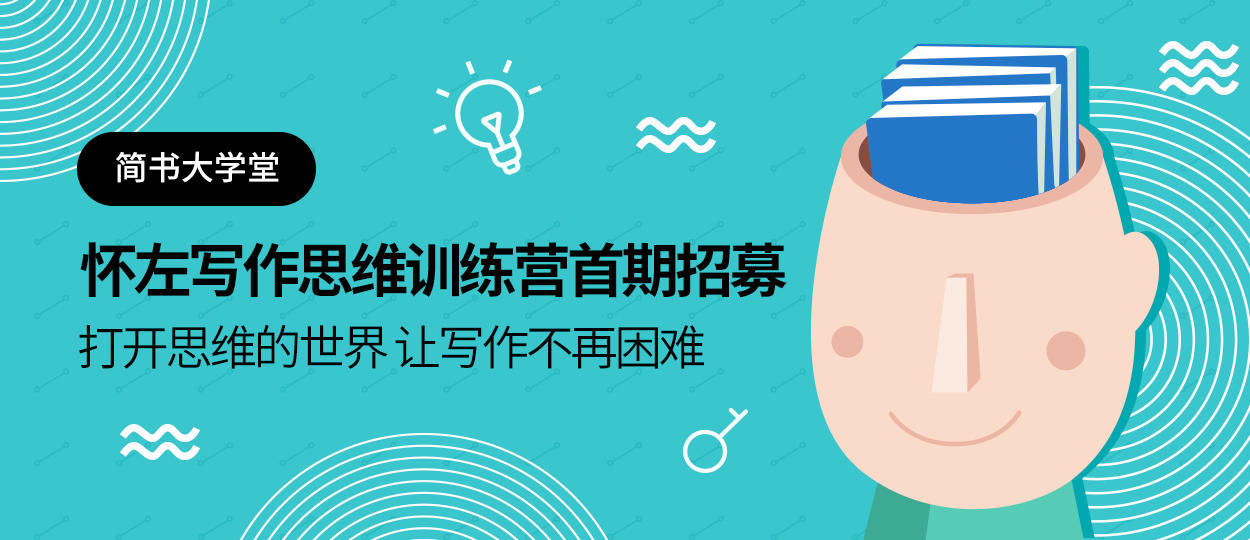 简书大学堂
怀左写作思维训练营首期招募
打开思维的世界 让写作不再困难